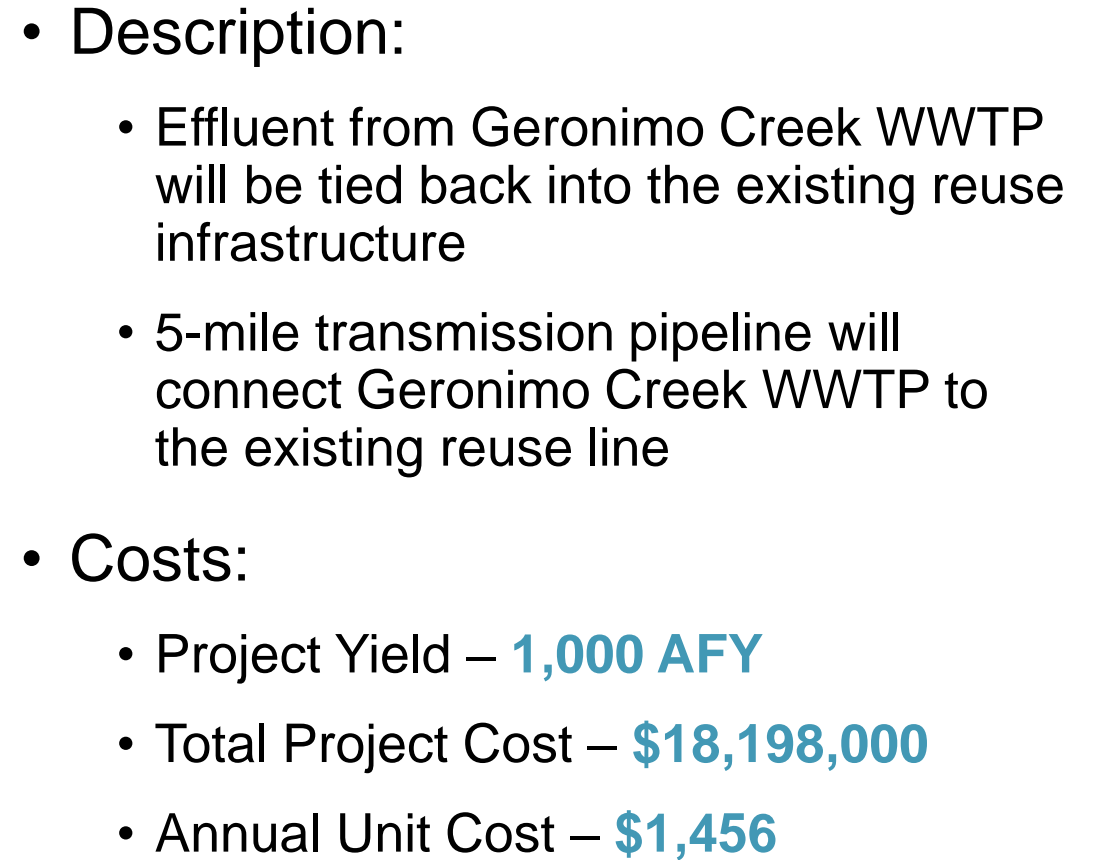 • Description:
• Effluent from Geronimo Creek WWTP
will be tied back into the existing reuse
infrastructure
• 5-mile transmission pipeline will
connect Geronimo Creek WWTP to
the existing reuse line
• Costs:
• Project Yield – 1,000 AFY
• Total Project Cost – $18,198,000
• Annual Unit Cost – $1,456